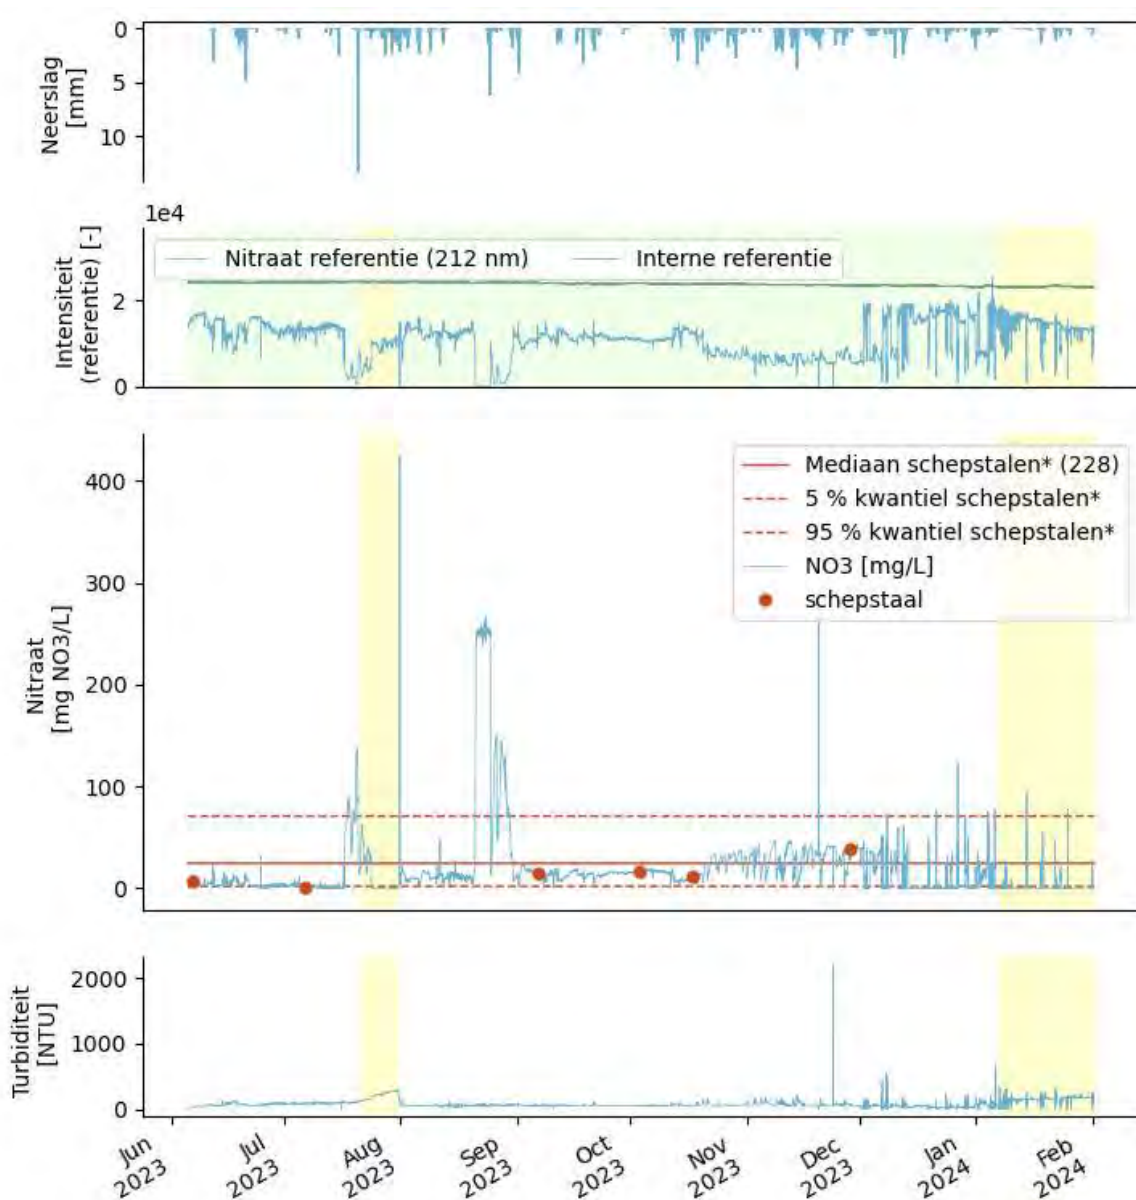 0
5
10
Neerslag
[mm]
1e4
Nitraat referentie (212 nm)
Interne referentie
2
0
Intensiteit
(referentie) [-]
400
300
200
100
0
Nitraat
[mg NO3/L]
Mediaan schepstalen* (228)
5 % kwantiel schepstalen*
95 % kwantiel schepstalen*
NO3 [mg/L]
schepstaal
2000
1000
0
Turbiditeit
[NTU]
Jun
2023
Jul
2023
Aug
2023
Sep
2023
Oct
2023
Nov
2023
Dec
2023
Jan
2024
Feb
2024